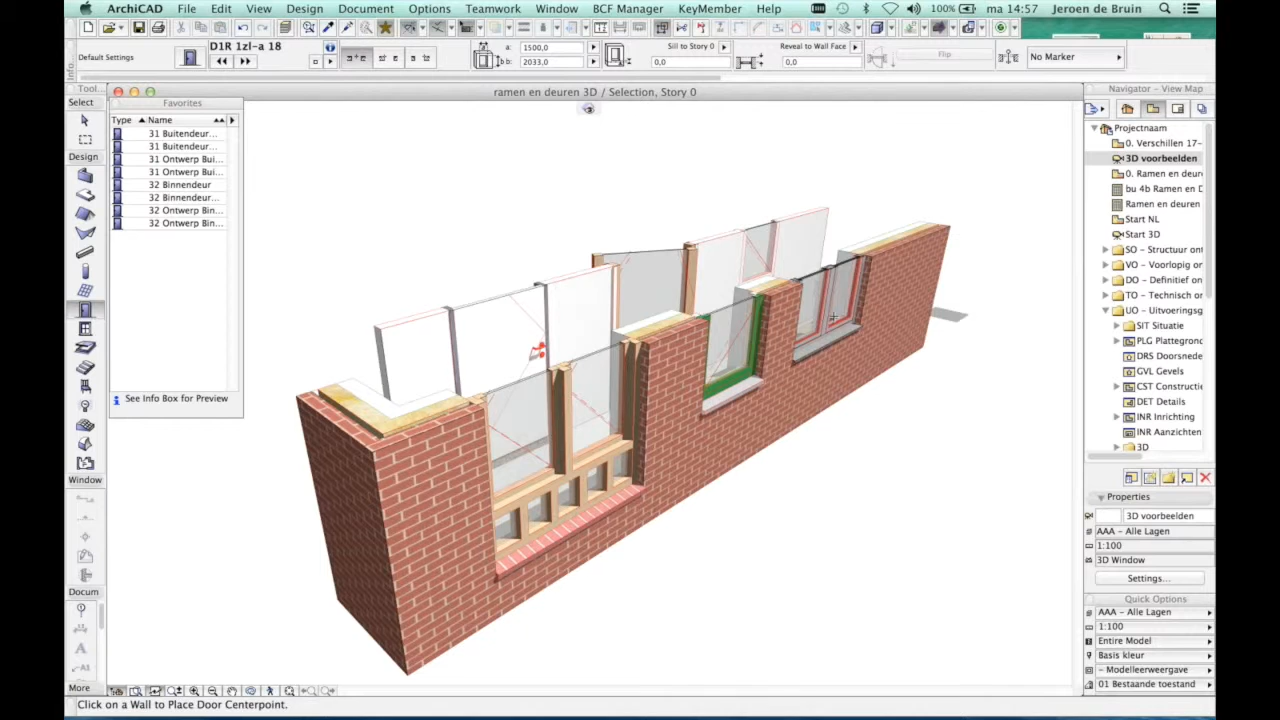 ArchiCAD File Edit View Design Document Options Teamwork Window BCF Manager KeyMember Help 100% ma 14:57 Jeroen de Bruin
Default Settings
D1R 1zl-a 18
a: 1500,0
b: 2033,0
Sill to Story 0
0,0
Reveal to Wall Face
0,0
Flip
No Marker
Info
Tool
ramen en deuren 3D / Selection, Story 0
Navigator - View Map
Select
Favorites
Type Name
31 Buitendeur...
31 Buitendeur...
31 Ontwerp Bui...
31 Ontwerp Bui...
32 Binnendeur
32 Binnendeur...
32 Ontwerp Bin...
32 Ontwerp Bin...
See Info Box for Preview
Design
Window
Docum
A
A1
More
Projectnaam
0. Verschillen 17-
3D voorbeelden
0. Ramen en deure
bu 4b Ramen en D
Ramen en deuren
Start NL
Start 3D
SO - Structuur ont
VO - Voorlopig on
DO - Definitief on
TO - Technisch on
UO - Uitvoeringsg
SIT Situatie
PLG Plattegrond
DRS Doorsnede
GVL Gevels
CST Constructie
DET Details
INR Inrichting
INR Aanzichten
3D
Properties
3D voorbeelden
AAA - Alle Lagen
1:100
3D Window
Settings...
Quick Options
AAA - Alle Lagen
1:100
Entire Model
Basis kleur
- Modelleerweergave
01 Bestaande toestand
Click on a Wall to Place Door Centerpoint.